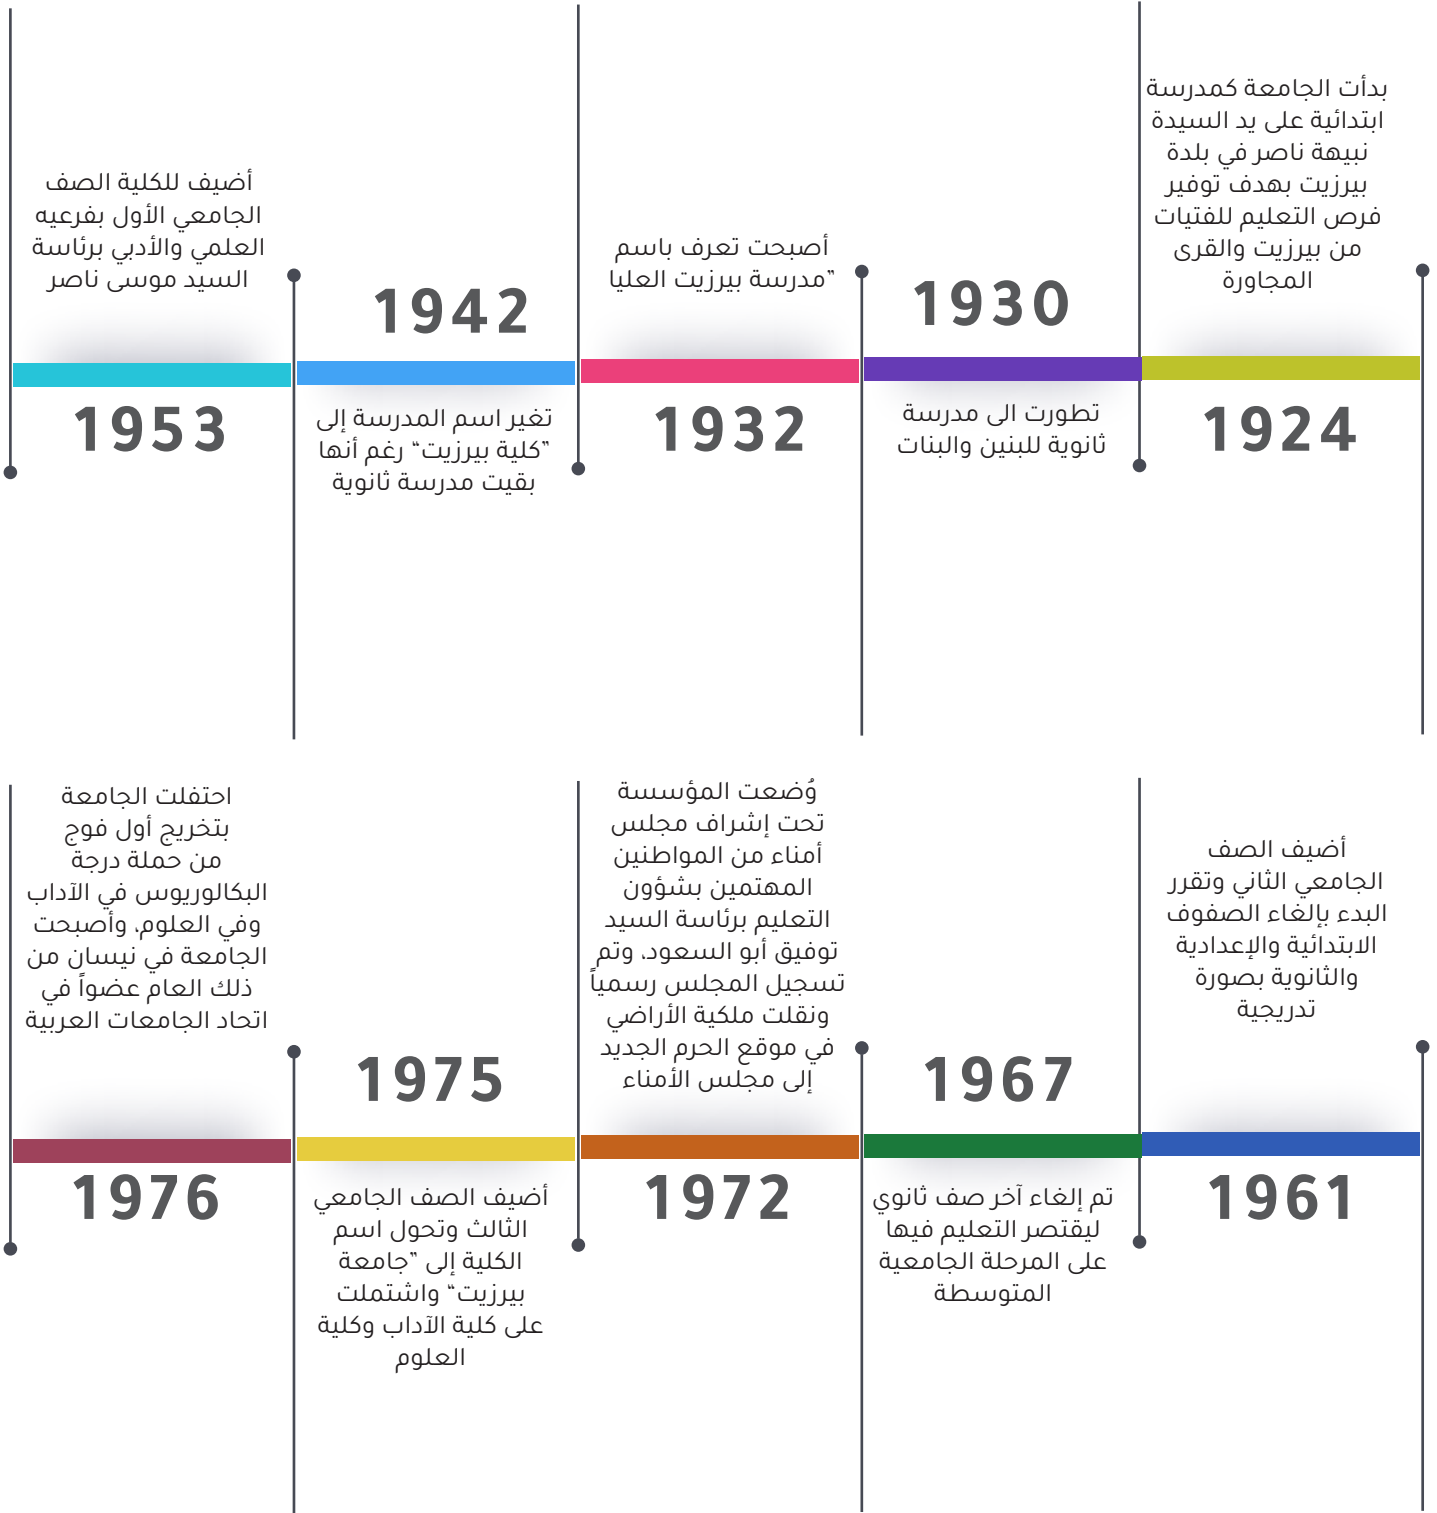 بدأت الجامعة كمدرسة
ابتدائية على يد السيدة
نبيهة ناصر في بلدة
بيرزيت بهدف توفير
فرص التعليم للفتيات
من بيرزيت والقرى
المجاورة
1924
1930
تطورت الى مدرسة
ثانوية للبنين والبنات
أصبحت تعرف باسم
”مدرسة بيرزيت العليا
1932
1942
تغير اسم المدرسة إلى
”كلية بيرزيت“ رغم أنها
بقيت مدرسة ثانوية
أضيف للكلية الصف
الجامعي الأول بفرعيه
العلمي والأدبي برئاسة
السيد موسى ناصر
1953
أضيف الصف
الجامعي الثاني وتقرر
البدء بإلغاء الصفوف
الابتدائية والإعدادية
والثانوية بصورة
تدريجية
1961
1967
تم إلغاء آخر صف ثانوي
ليقتصر التعليم فيها
على المرحلة الجامعية
المتوسطة
وُضعت المؤسسة
تحت إشراف مجلس
أمناء من المواطنين
المهتمين بشؤون
التعليم برئاسة السيد
توفيق أبو السعود، وتم
تسجيل المجلس رسمياً
ونقلت ملكية الأراضي
في موقع الحرم الجديد
إلى مجلس الأمناء
1972
1975
أضيف الصف الجامعي
الثالث وتحول اسم
الكلية إلى ”جامعة
بيرزيت“ واشتملت
على كلية الآداب وكلية
العلوم
احتفلت الجامعة
بتخريج أول فوج
من حملة درجة
البكالوريوس في الآداب
وفي العلوم، وأصبحت
الجامعة في نيسان من
ذلك العام عضواً في
اتحاد الجامعات العربية
1976